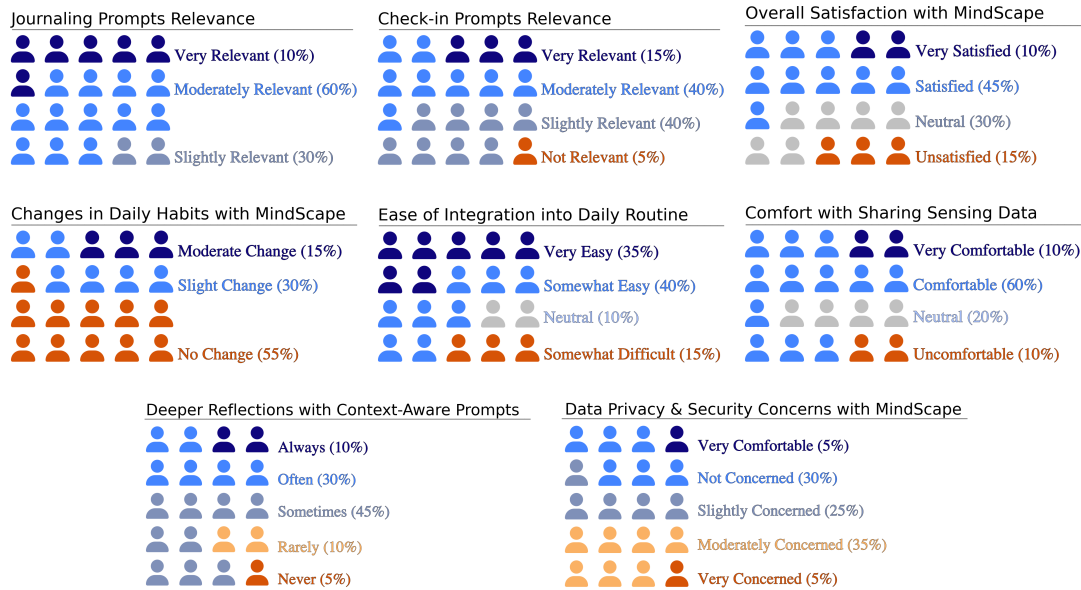 Journaling Prompts Relevance
Very Relevant (10%)
Moderately Relevant (60%)
Slightly Relevant (30%)
Check-in Prompts Relevance
Very Relevant (15%)
Moderately Relevant (40%)
Slightly Relevant (40%)
Not Relevant (5%)
Overall Satisfaction with MindScape
Very Satisfied (10%)
Satisfied (45%)
Neutral (30%)
Unsatisfied (15%)
Changes in Daily Habits with MindScape
Moderate Change (15%)
Slight Change (30%)
No Change (55%)
Ease of Integration into Daily Routine
Very Easy (35%)
Somewhat Easy (40%)
Neutral (10%)
Somewhat Difficult (15%)
Comfort with Sharing Sensing Data
Very Comfortable (10%)
Comfortable (60%)
Neutral (20%)
Uncomfortable (10%)
Deeper Reflections with Context-Aware Prompts
Always (10%)
Often (30%)
Sometimes (45%)
Rarely (10%)
Never (5%)
Data Privacy & Security Concerns with MindScape
Very Comfortable (5%)
Not Concerned (30%)
Slightly Concerned (25%)
Moderately Concerned (35%)
Very Concerned (5%)